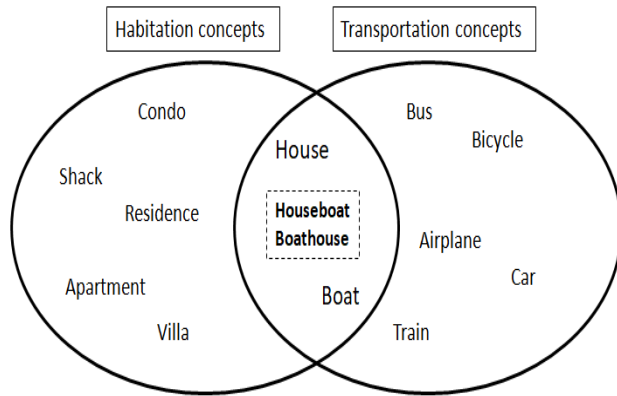 Habitation concepts
Transportation concepts
Condo
Shack
Residence
Apartment
Villa
House
Houseboat
Boathouse
Boat
Bus
Bicycle
Airplane
Car
Train